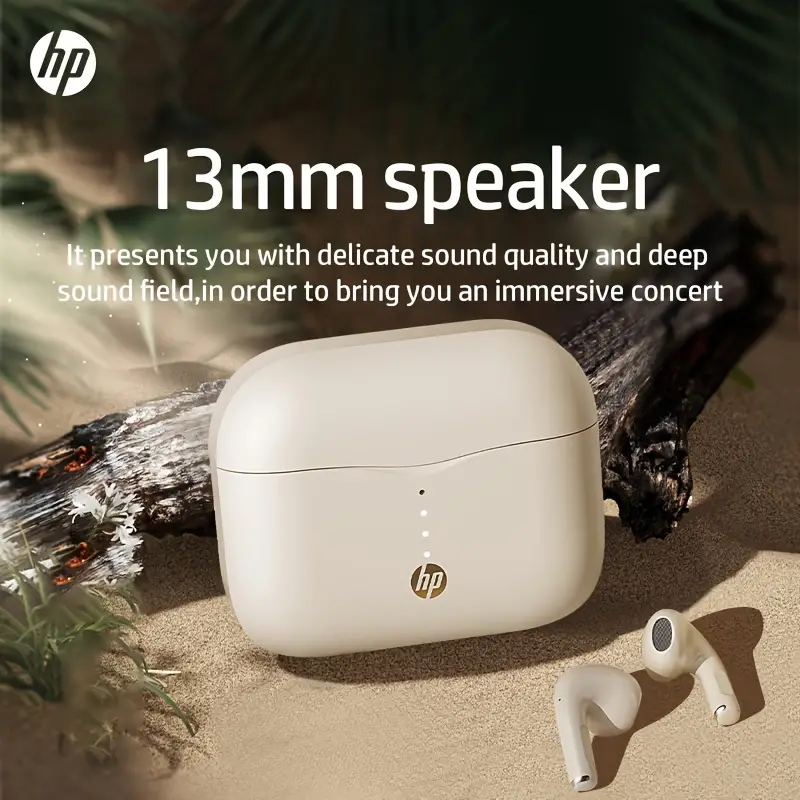 hp
13mm speaker
It presents you with delicate sound quality and deep
sound field,in order to bring you an immersive concert
hp